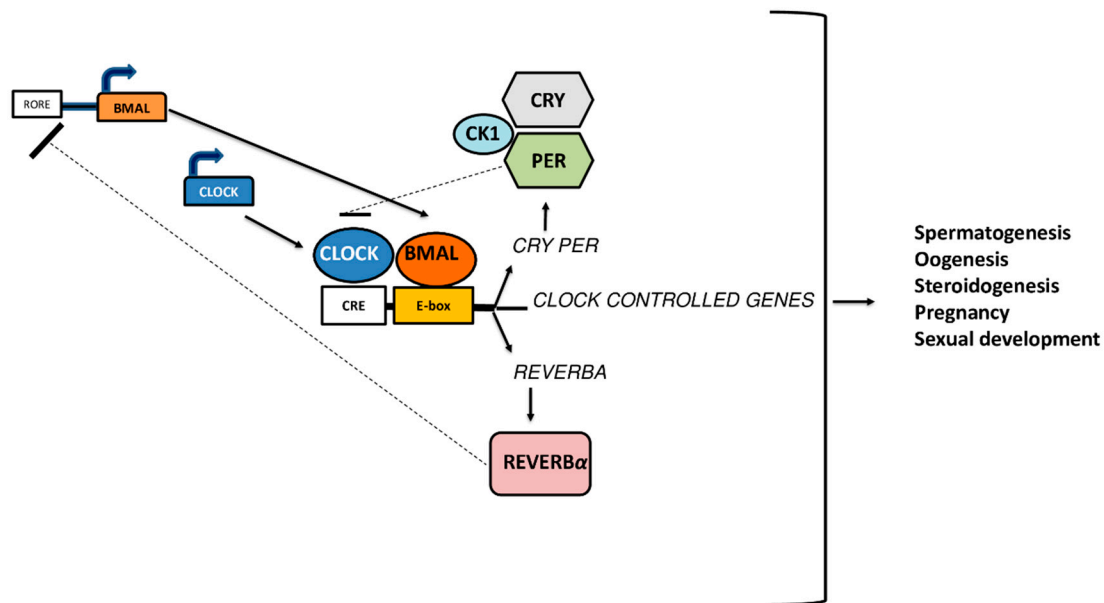 RORE
BMAL
CLOCK
CRY
CK1
PER
CLOCK
BMAL
CRE
E-box
CRY PER
CLOCK CONTROLLED GENES
REVERBA
REVERBα
Spermatogenesis
Oogenesis
Steroidogenesis
Pregnancy
Sexual development